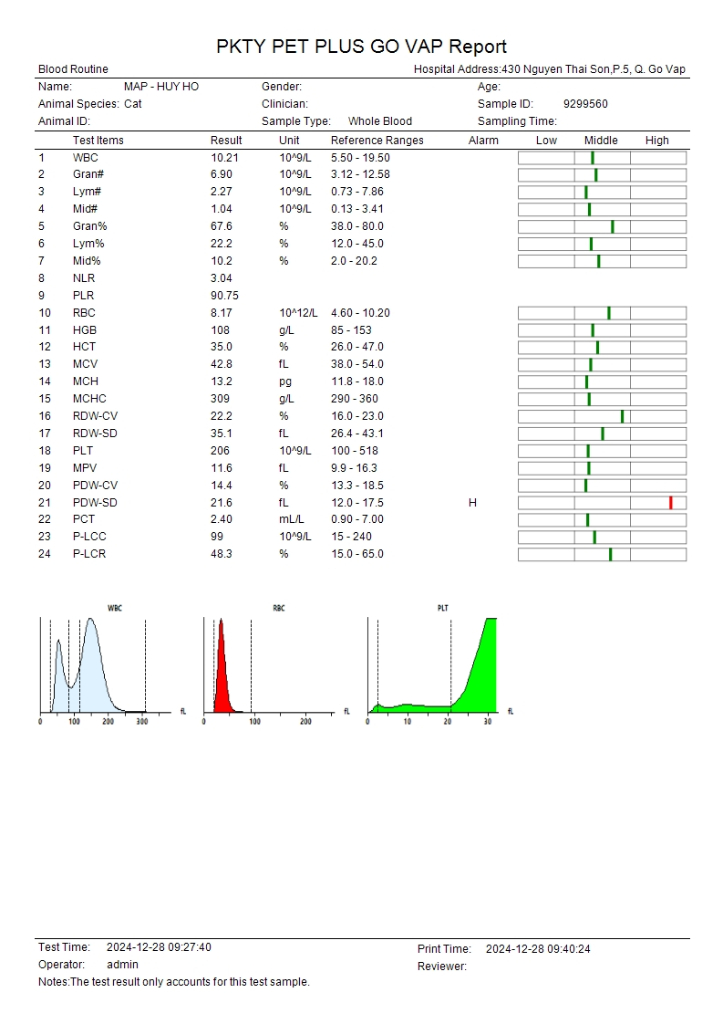 PKTY PET PLUS GO VAP Report
Blood Routine Hospital Address:430 Nguyen Thai Son,P.5, Q. Go Vap
Name: MAP - HUY HO Gender: Age:
Animal Species: Cat Clinician: Sample ID: 9299560
Animal ID: Sample Type: Whole Blood Sampling Time:
Test Items Result Unit Reference Ranges Alarm Low Middle High
1 WBC 10.21 10^9/L 5.50 - 19.50
2 Gran# 6.90 10^9/L 3.12 - 12.58
3 Lym# 2.27 10^9/L 0.73 - 7.86
4 Mid# 1.04 10^9/L 0.13 - 3.41
5 Gran% 67.6 % 38.0 - 80.0
6 Lym% 22.2 % 12.0 - 45.0
7 Mid% 10.2 % 2.0 - 20.2
8 NLR 3.04
9 PLR 90.75
10 RBC 8.17 10^12/L 4.60 - 10.20
11 HGB 108 g/L 85 - 153
12 HCT 35.0 % 26.0 - 47.0
13 MCV 42.8 fL 38.0 - 54.0
14 MCH 13.2 pg 11.8 - 18.0
15 MCHC 309 g/L 290 - 360
16 RDW-CV 22.2 % 16.0 - 23.0
17 RDW-SD 35.1 fL 26.4 - 43.1
18 PLT 206 10^9/L 100 - 518
19 MPV 11.6 fL 9.9 - 16.3
20 PDW-CV 14.4 % 13.3 - 18.5
21 PDW-SD 21.6 fL 12.0 - 17.5 H
22 PCT 2.40 mL/L 0.90 - 7.00
23 P-LCC 99 10^9/L 15 - 240
24 P-LCR 48.3 % 15.0 - 65.0
WBC RBC PLT
0 100 200 300 fL 0 100 200 fL 0 10 20 30 fL
Test Time: 2024-12-28 09:27:40 Print Time: 2024-12-28 09:40:24
Operator: admin Reviewer:
Notes:The test result only accounts for this test sample.